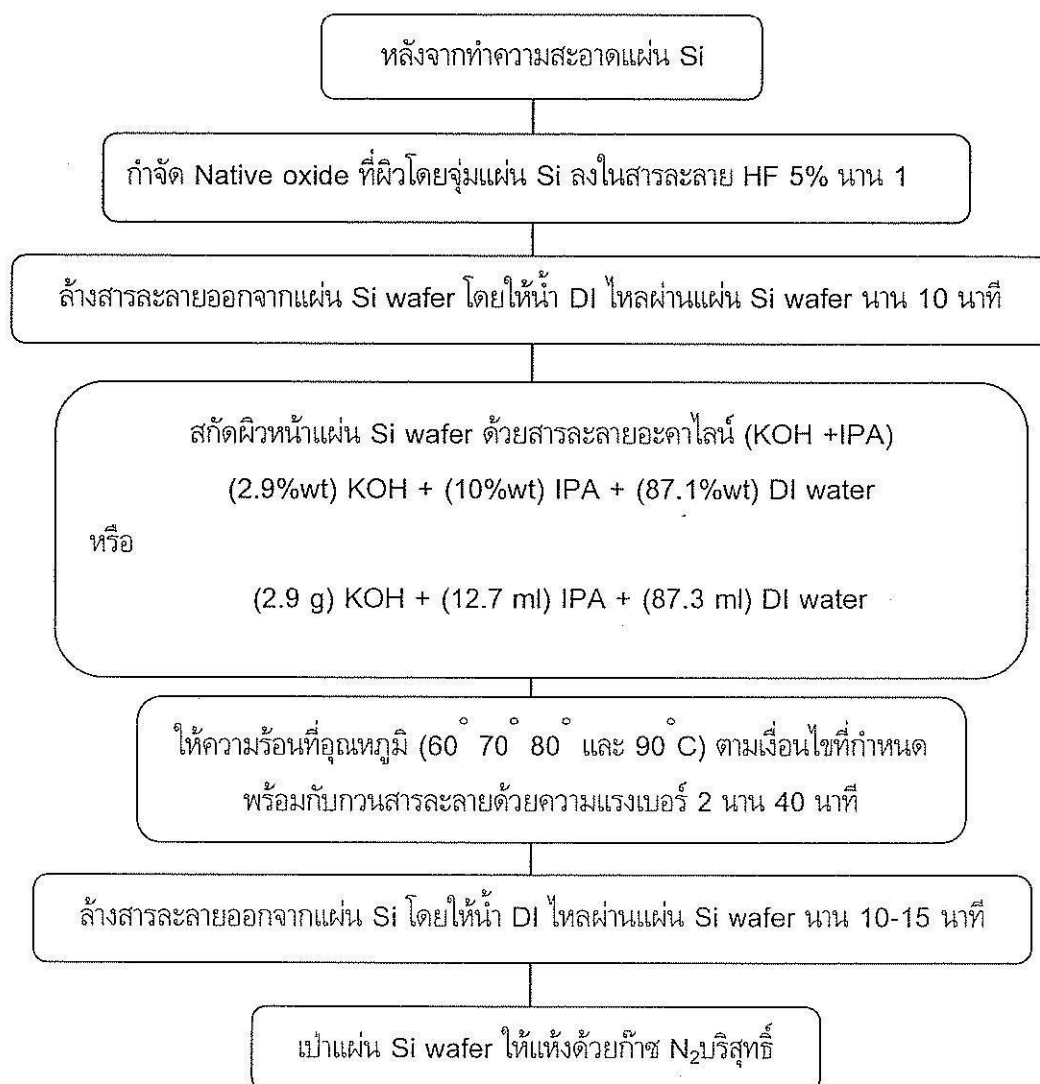 หลังจากทำความสะอาดแผ่น Si
กำจัด Native oxide ที่ผิวโดยจุ่มแผ่น Si ลงในสารละลาย HF 5% นาน 1
ล้างสารละลายออกจากแผ่น Si wafer โดยให้น้ำ DI ไหลผ่านแผ่น Si wafer นาน 10 นาที
สกัดผิวหน้าแผ่น Si wafer ด้วยสารละลายอะคาไลน์ (KOH +IPA)
(2.9%wt) KOH + (10%wt) IPA + (87.1%wt) DI water
หรือ
(2.9 g) KOH + (12.7 ml) IPA + (87.3 ml) DI water
ให้ความร้อนที่อุณหภูมิ (60° 70° 80° และ 90°C) ตามเงื่อนไขที่กำหนด
พร้อมกับกวนสารละลายด้วยความแรงเบอร์ 2 นาน 40 นาที
ล้างสารละลายออกจากแผ่น Si โดยให้น้ำ DI ไหลผ่านแผ่น Si wafer นาน 10-15 นาที
เป่าแผ่น Si wafer ให้แห้งด้วยก๊าซ N₂บริสุทธิ์